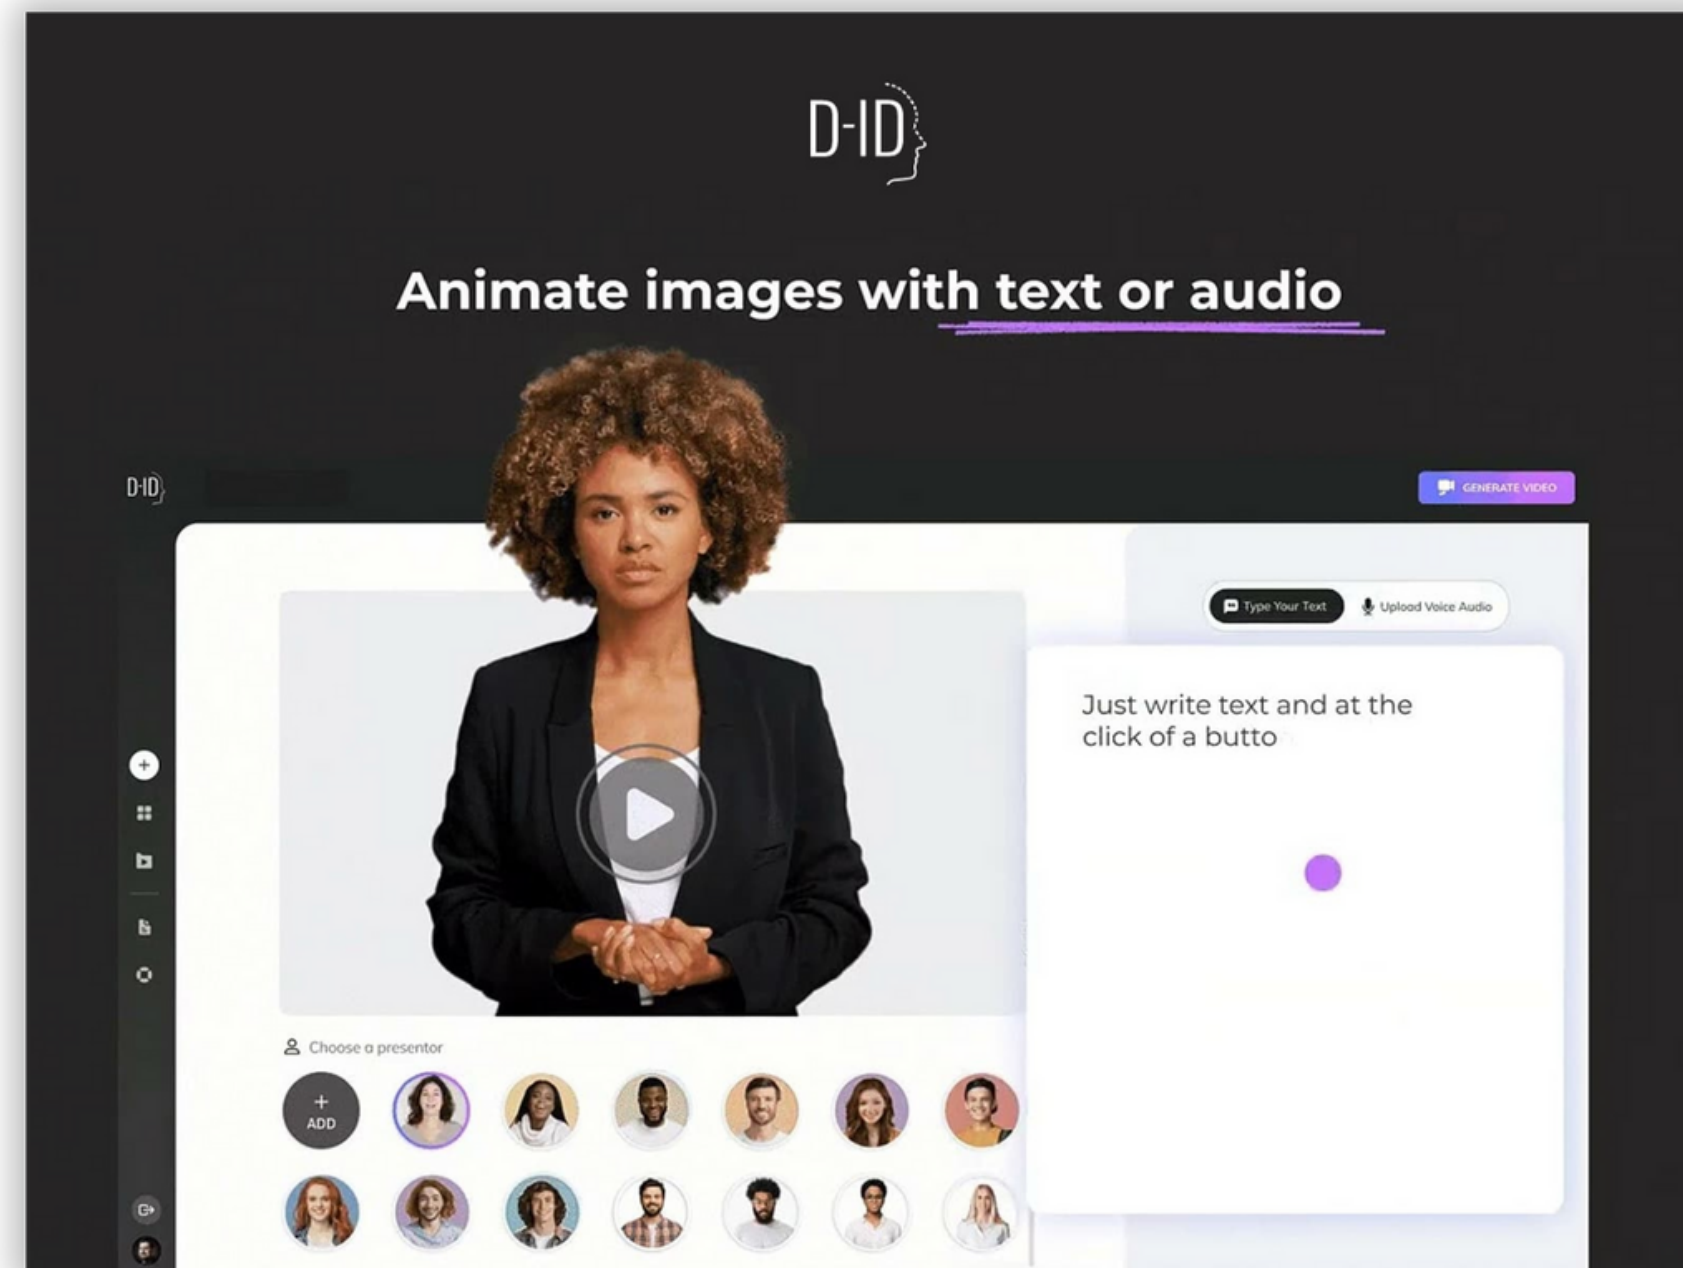 D-ID
Animate images with text or audio
D-ID
GENERATE VIDEO
Type Your Text
Upload Voice Audio
Just write text and at the
click of a butto
Choose a presentor
+
ADD